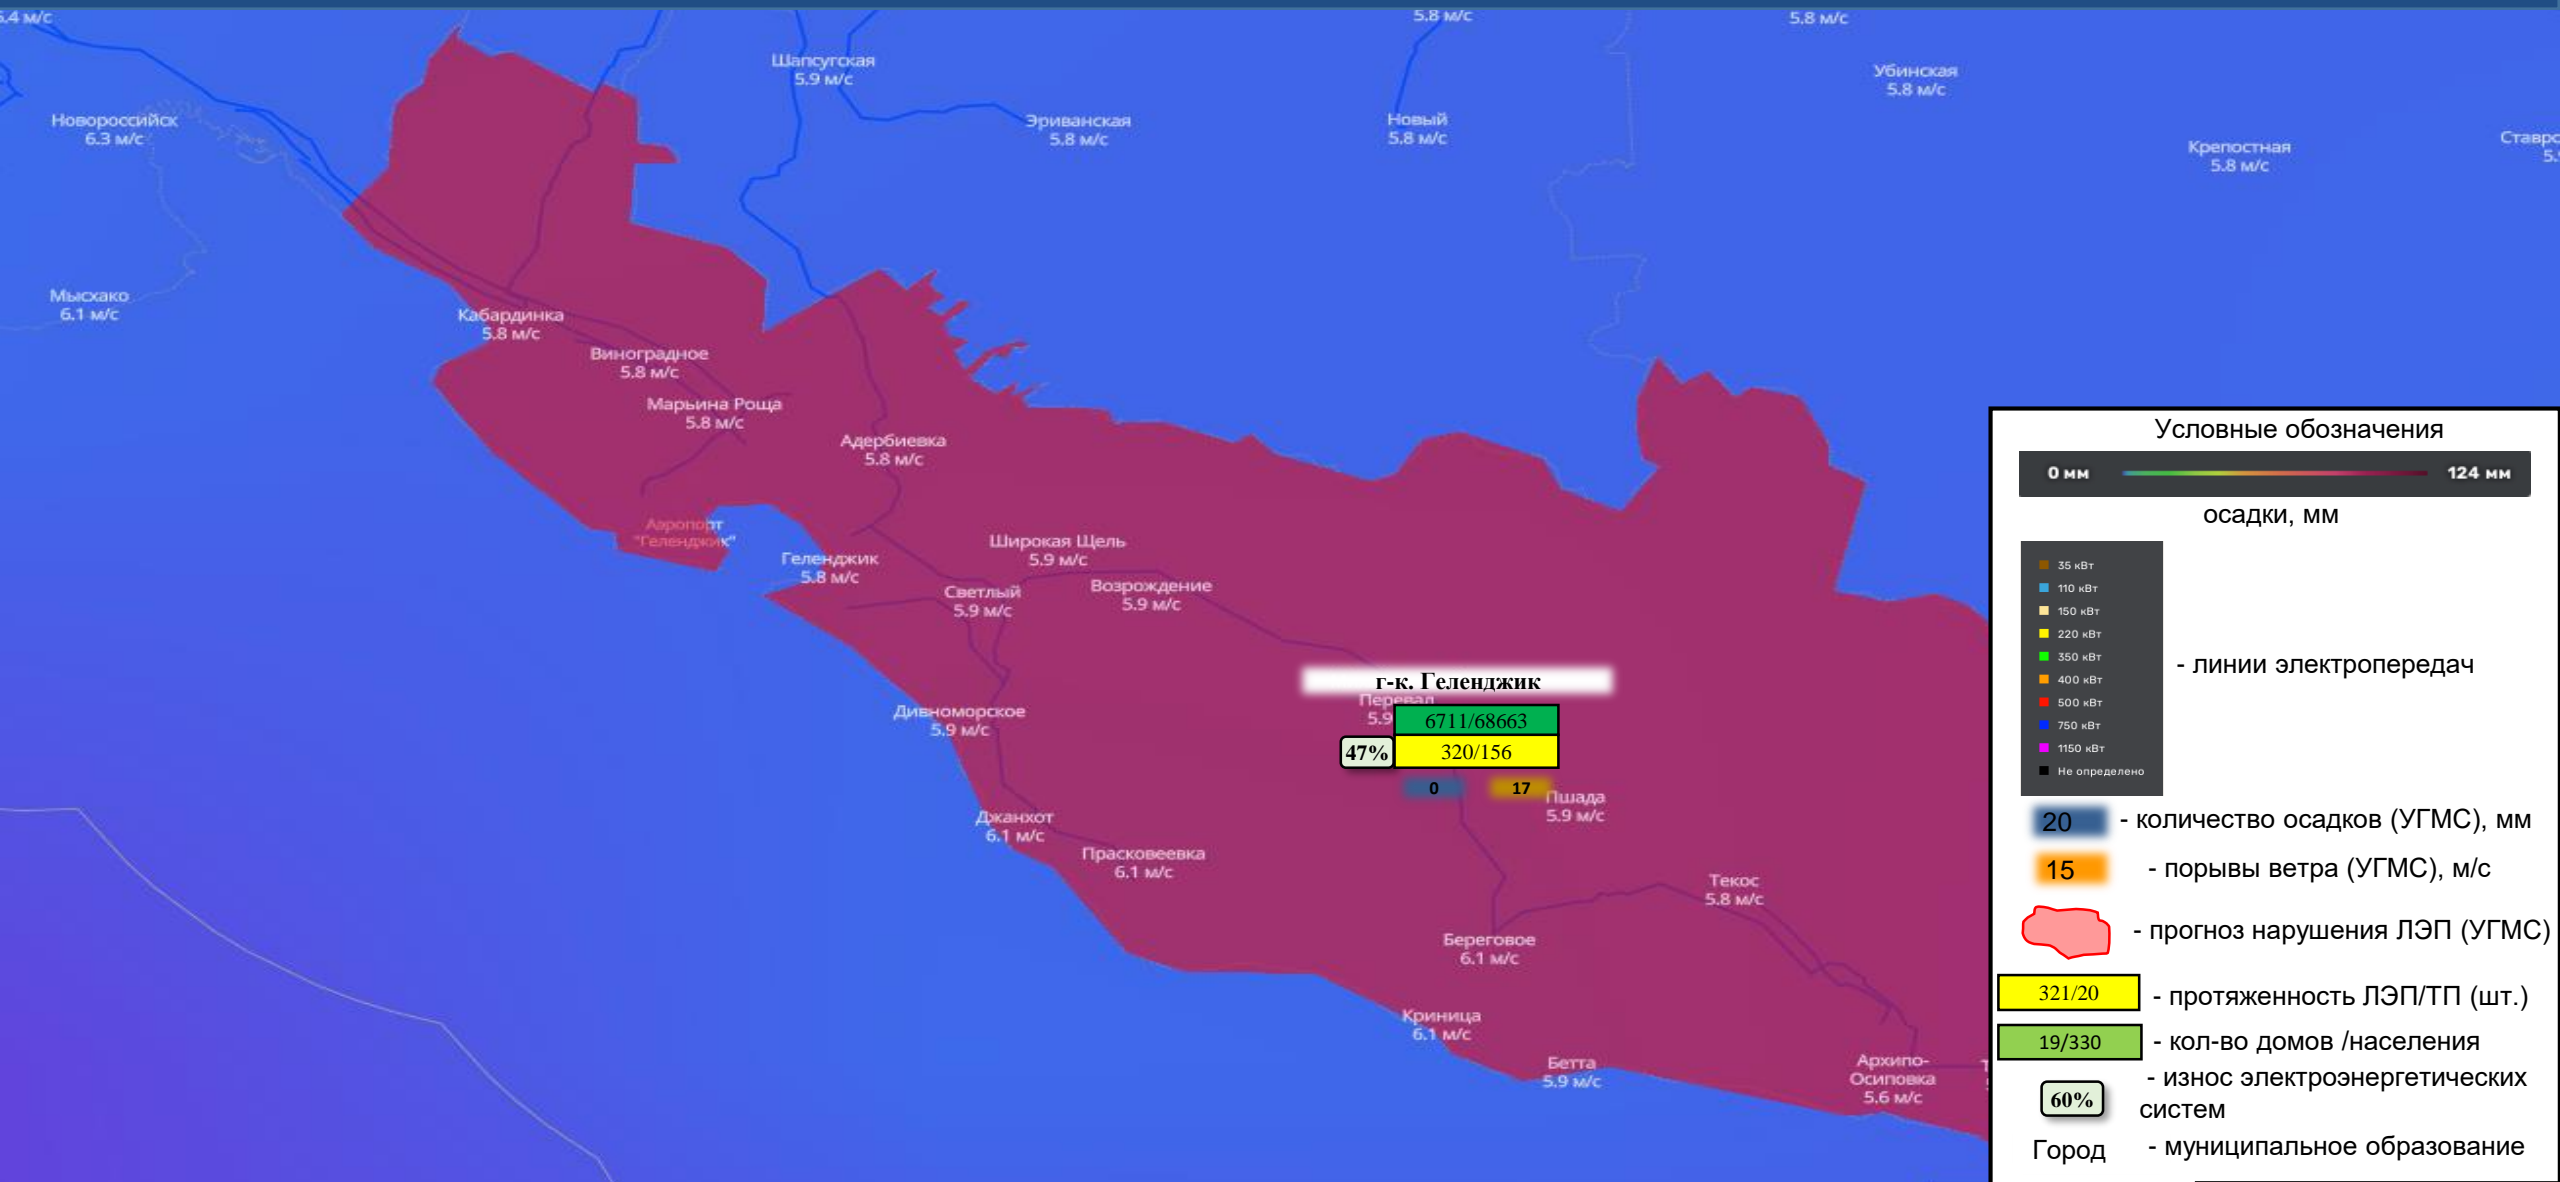 5.4 м/с
5.8 м/с
5.8 м/с
Шапсугская
5.9 м/с
Убинская
5.8 м/с
Новороссийск
6.3 м/с
Эриванская
5.8 м/с
Новый
5.8 м/с
Крепостная
5.8 м/с
Мысхако
6.1 м/с
Кабардинка
5.8 м/с
Виноградное
5.8 м/с
Марьина Роща
5.8 м/с
Адербиевка
5.8 м/с
Аэропорт
"Геленджик"
Геленджик
5.8 м/с
Широкая Щель
5.9 м/с
Светлый
5.9 м/с
Возрождение
5.9 м/с
г-к. Геленджик
Перевал
5.9
6711/68663
47%
320/156
0
17
Дивноморское
5.9 м/с
Пшада
5.9 м/с
Джанхот
6.1 м/с
Прасковеевка
6.1 м/с
Текос
5.8 м/с
Береговое
6.1 м/с
Криница
6.1 м/с
Бетта
5.9 м/с
Архипо-
Осиповка
5.6 м/с
Условные обозначения
0 мм
124 мм
осадки, мм
35 кВт
110 кВт
150 кВт
220 кВт
350 кВт
400 кВт
500 кВт
750 кВт
1150 кВт
Не определено
- линии электропередач
20 - количество осадков (УГМС), мм
15 - порывы ветра (УГМС), м/с
- прогноз нарушения ЛЭП (УГМС)
321/20 - протяженность ЛЭП/ТП (шт.)
19/330 - кол-во домов /населения
60% - износ электроэнергетических
систем
Город - муниципальное образование